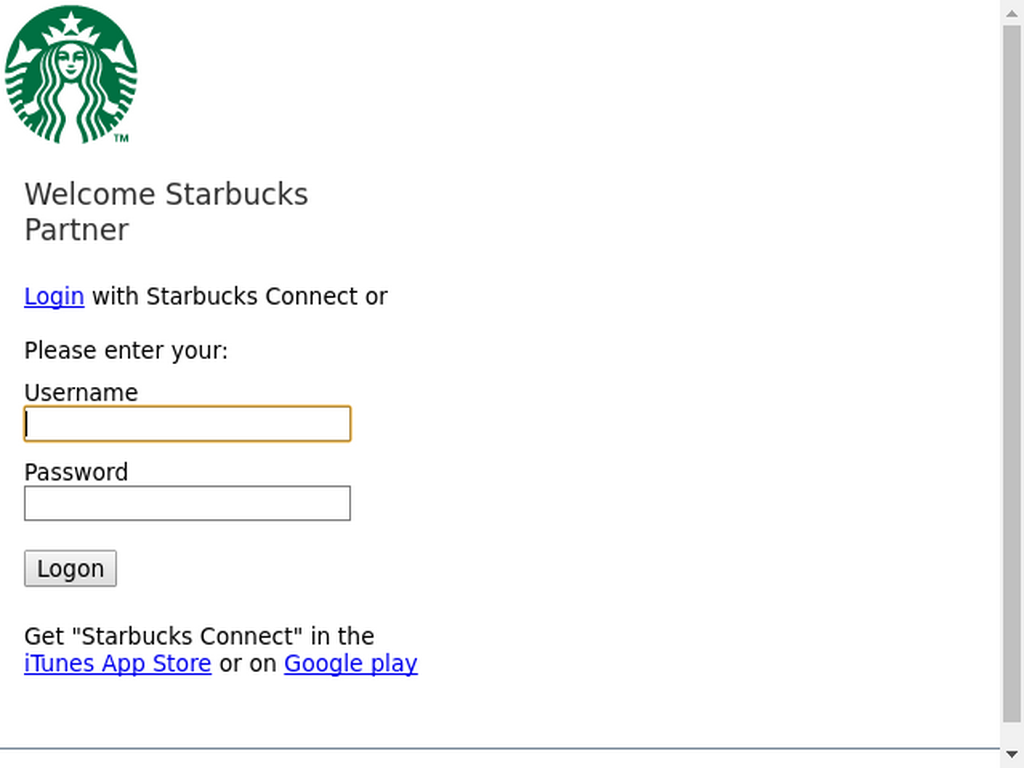 TM
Welcome Starbucks
Partner
Login with Starbucks Connect or
Please enter your:
Username
Password
Logon
Get "Starbucks Connect" in the
iTunes App Store or on Google play